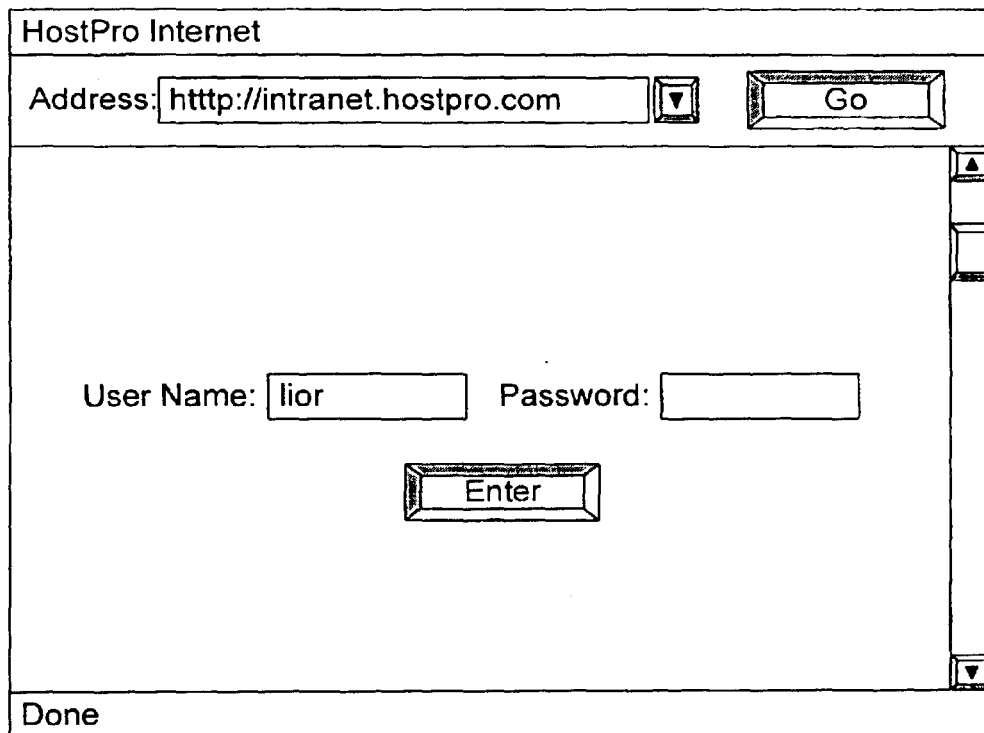 HostPro Internet
Address: htttp://intranet.hostpro.com Go
User Name: lior Password:
Enter
Done